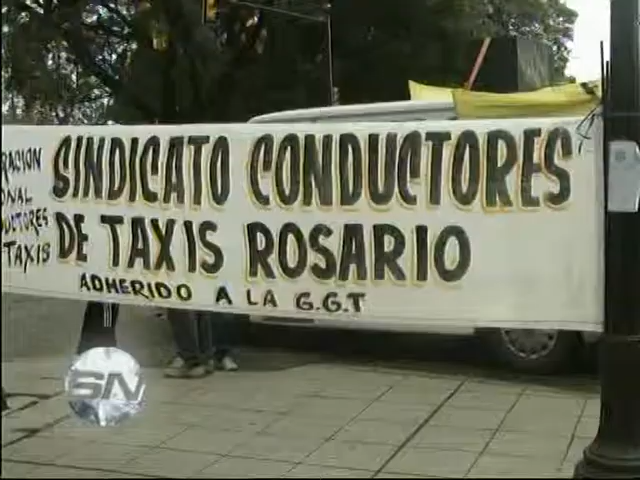 RACION
ONAL
UCTORES
TAXIS
SINDICATO CONDUCTORES
DE TAXIS ROSARIO
ADHERIDO A LA G.G.T
SN